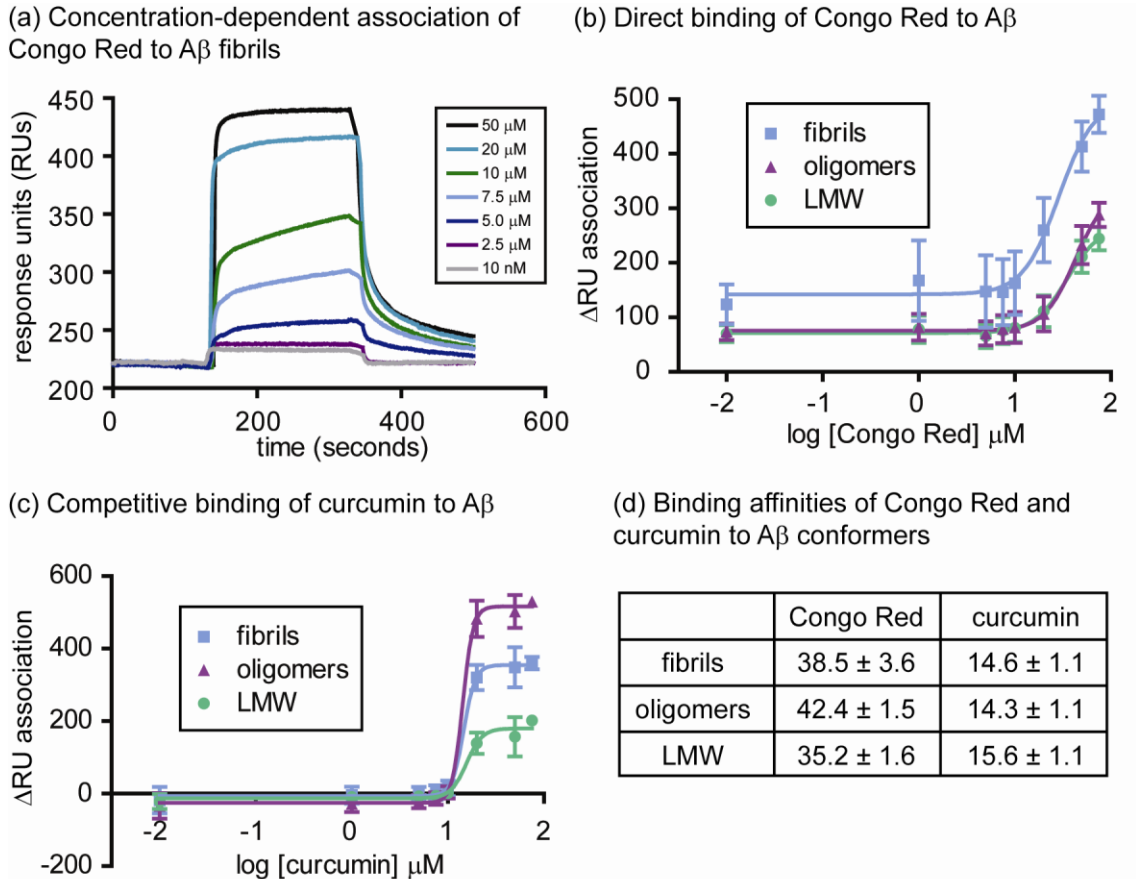 (a) Concentration-dependent association of
Congo Red to Aβ fibrils
response units (RUs)
450
400
350
300
250
200
0
200
400
600
time (seconds)
50 μM
20 μM
10 μM
7.5 μM
5.0 μM
2.5 μM
10 nM
(b) Direct binding of Congo Red to Aβ
ΔRU association
500
400
300
200
100
0
fibrils
oligomers
LMW
-2
-1
0
1
2
log [Congo Red] μM
(c) Competitive binding of curcumin to Aβ
ΔRU association
600
400
200
0
-200
fibrils
oligomers
LMW
-2
-1
0
1
2
log [curcumin] μM
(d) Binding affinities of Congo Red and
curcumin to Aβ conformers
Congo Red curcumin
fibrils 38.5 ± 3.6 14.6 ± 1.1
oligomers 42.4 ± 1.5 14.3 ± 1.1
LMW 35.2 ± 1.6 15.6 ± 1.1